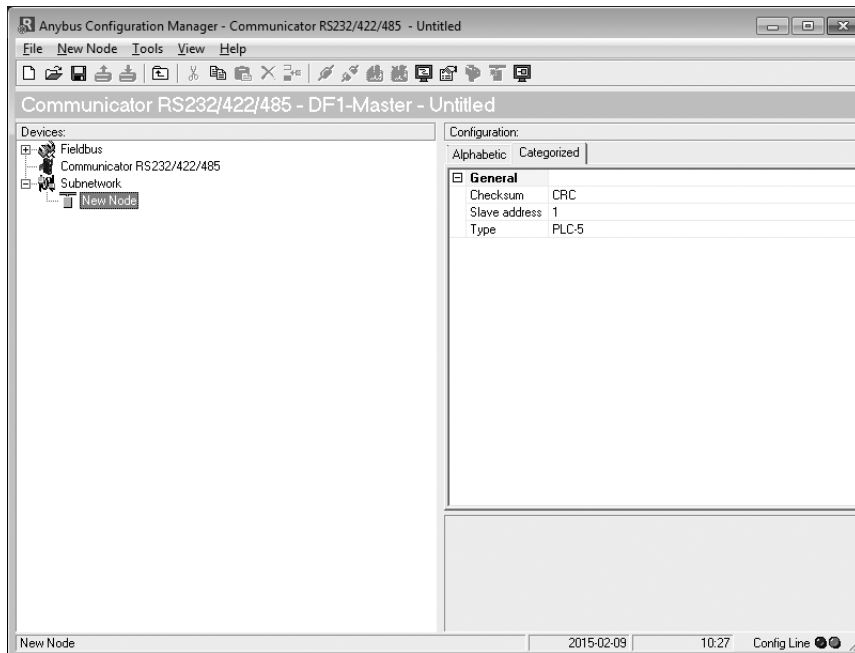 Anybus Configuration Manager - Communicator RS232/422/485 - Untitled
File New Node Tools View Help
Communicator RS232/422/485 - DF1-Master - Untitled
Devices:
Fieldbus
Communicator RS232/422/485
Subnetwork
New Node
Configuration:
Alphabetic Categorized
General
Checksum CRC
Slave address 1
Type PLC-5
New Node 2015-02-09 10:27 Config Line